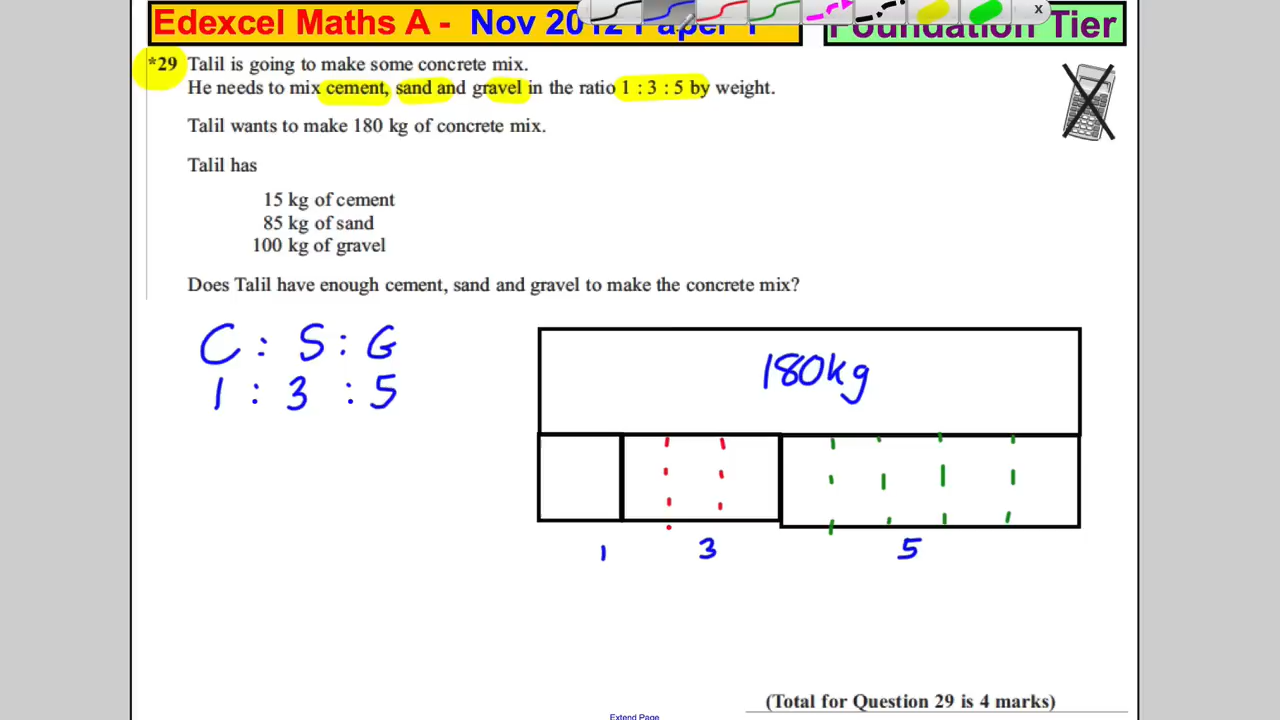 Edexcel Maths A - Nov 2012 Paper 1
Foundation Tier
x
*29 Talil is going to make some concrete mix.
He needs to mix cement, sand and gravel in the ratio 1 : 3 : 5 by weight.
Talil wants to make 180 kg of concrete mix.
Talil has
15 kg of cement
85 kg of sand
100 kg of gravel
Does Talil have enough cement, sand and gravel to make the concrete mix?
C : S : G
1 : 3 : 5
180kg
1 3 5
(Total for Question 29 is 4 marks)
Extend Page